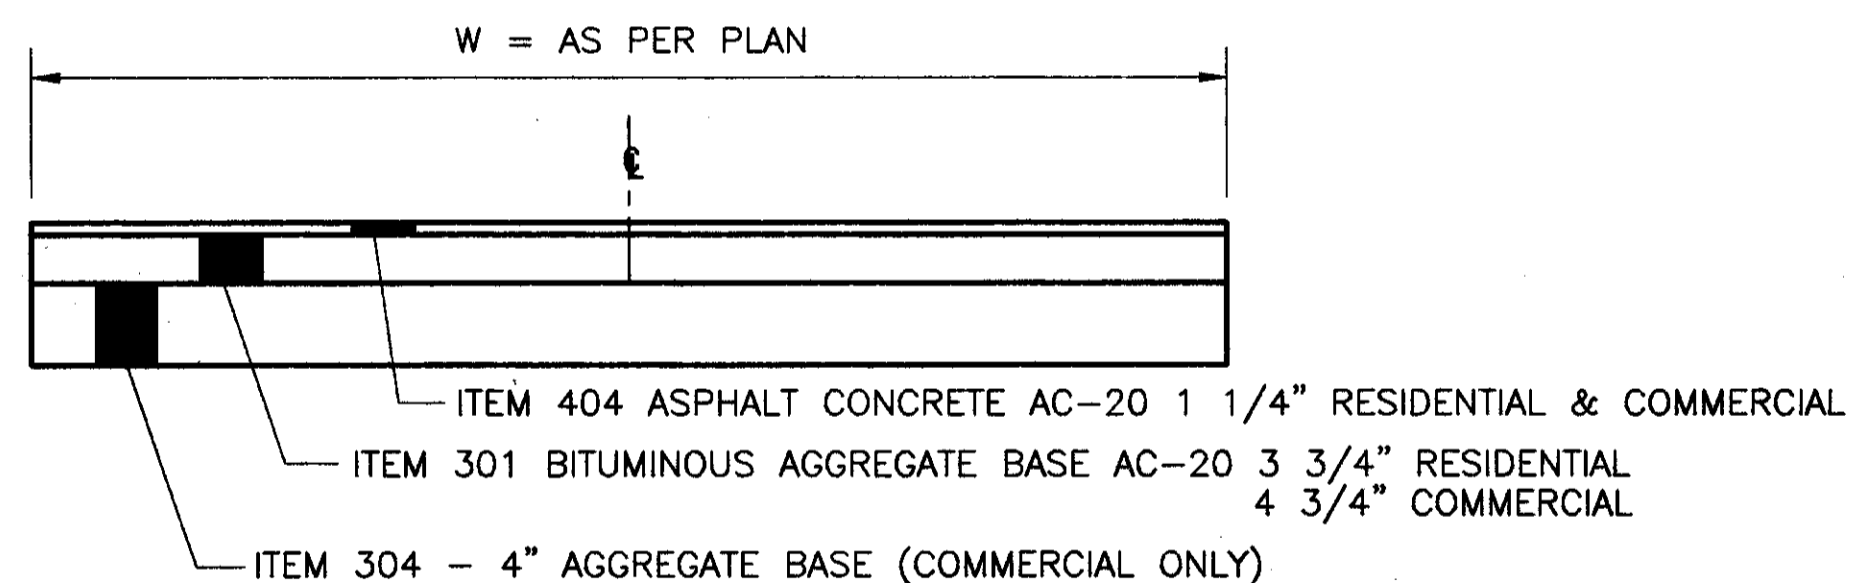 W = AS PER PLAN
℄
ITEM 404 ASPHALT CONCRETE AC-20 1 1/4" RESIDENTIAL & COMMERCIAL
ITEM 301 BITUMINOUS AGGREGATE BASE AC-20 3 3/4" RESIDENTIAL
4 3/4" COMMERCIAL
ITEM 304 - 4" AGGREGATE BASE (COMMERCIAL ONLY)